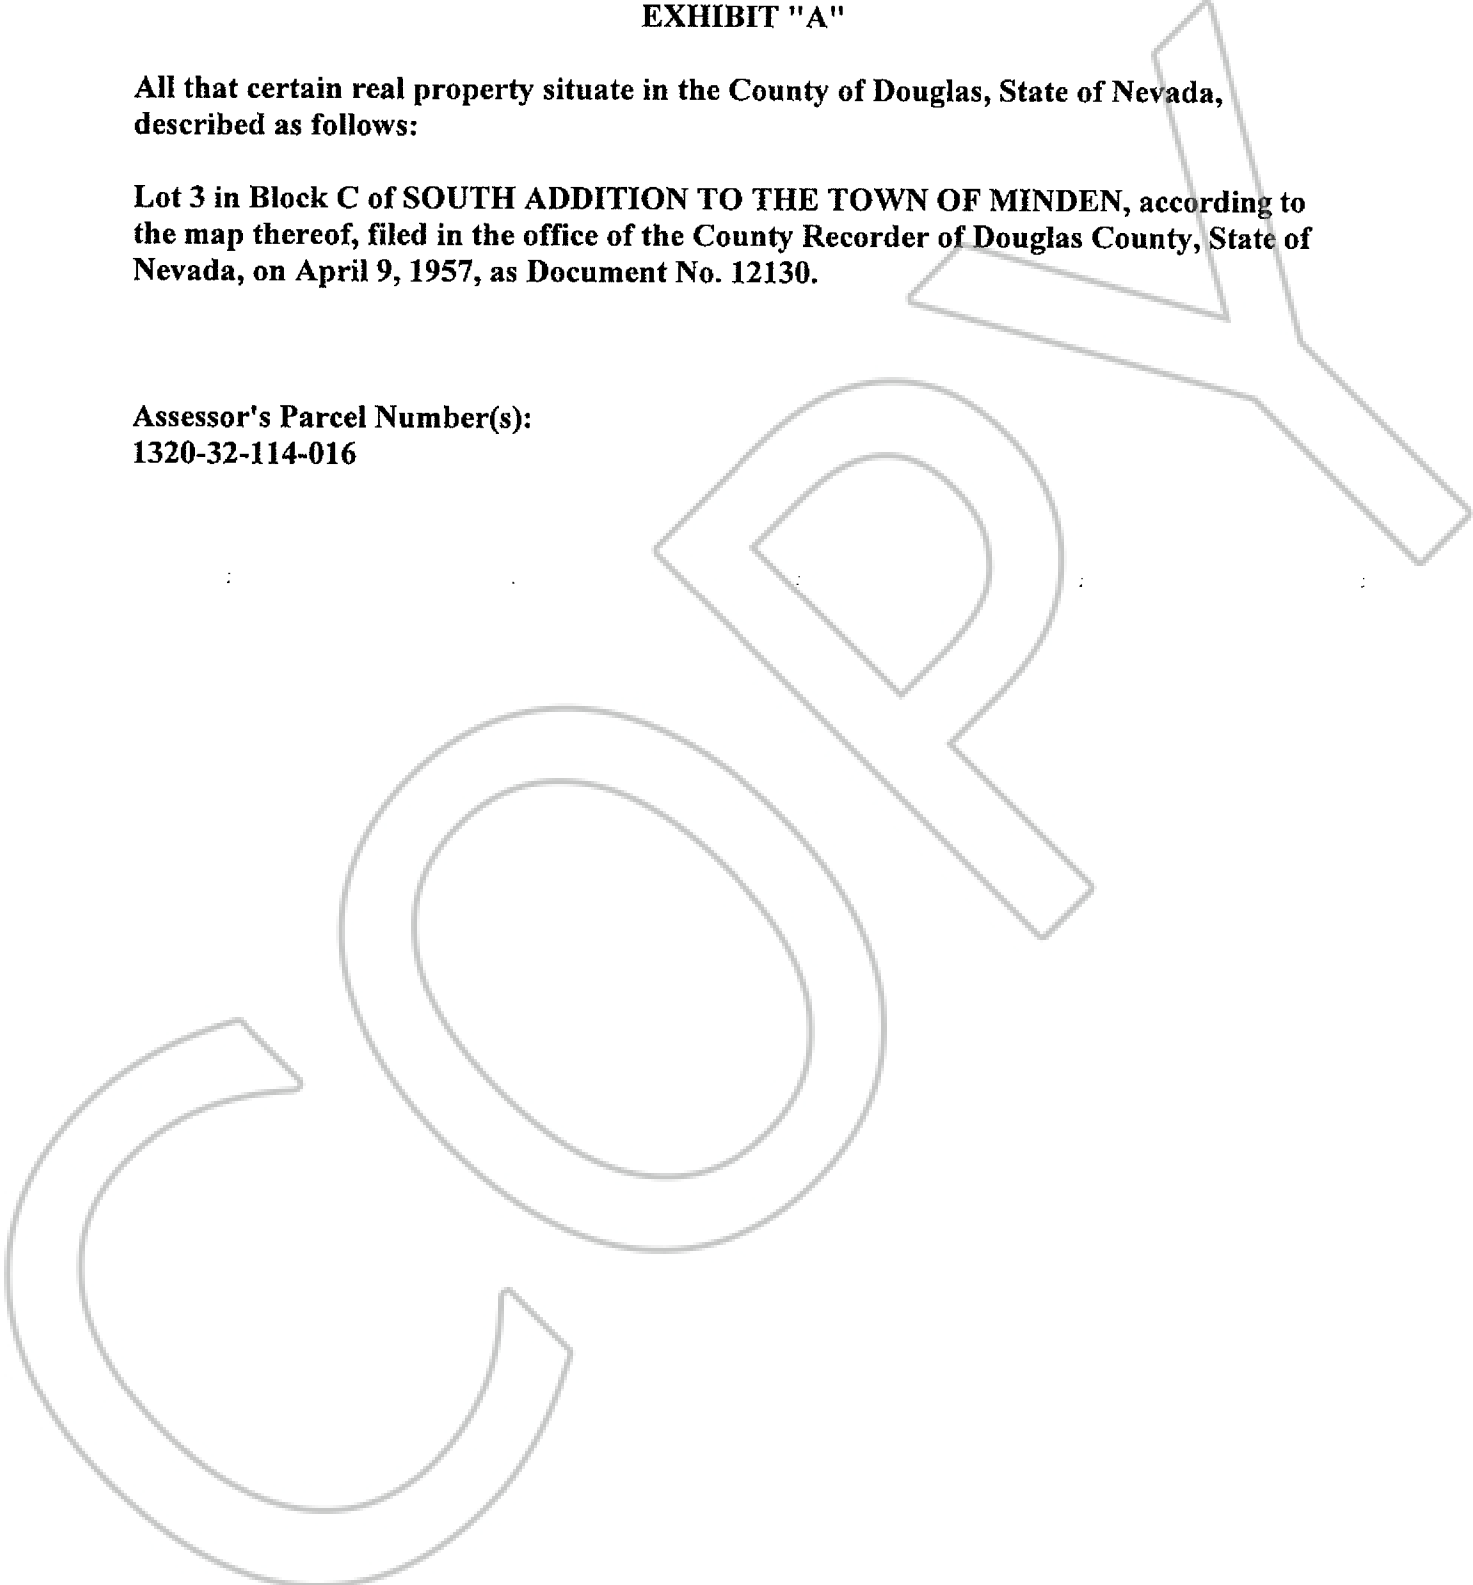 EXHIBIT "A"
All that certain real property situate in the County of Douglas, State of Nevada,
described as follows:
Lot 3 in Block C of SOUTH ADDITION TO THE TOWN OF MINDEN, according to
the map thereof, filed in the office of the County Recorder of Douglas County, State of
Nevada, on April 9, 1957, as Document No. 12130.
Assessor's Parcel Number(s):
1320-32-114-016
COPY